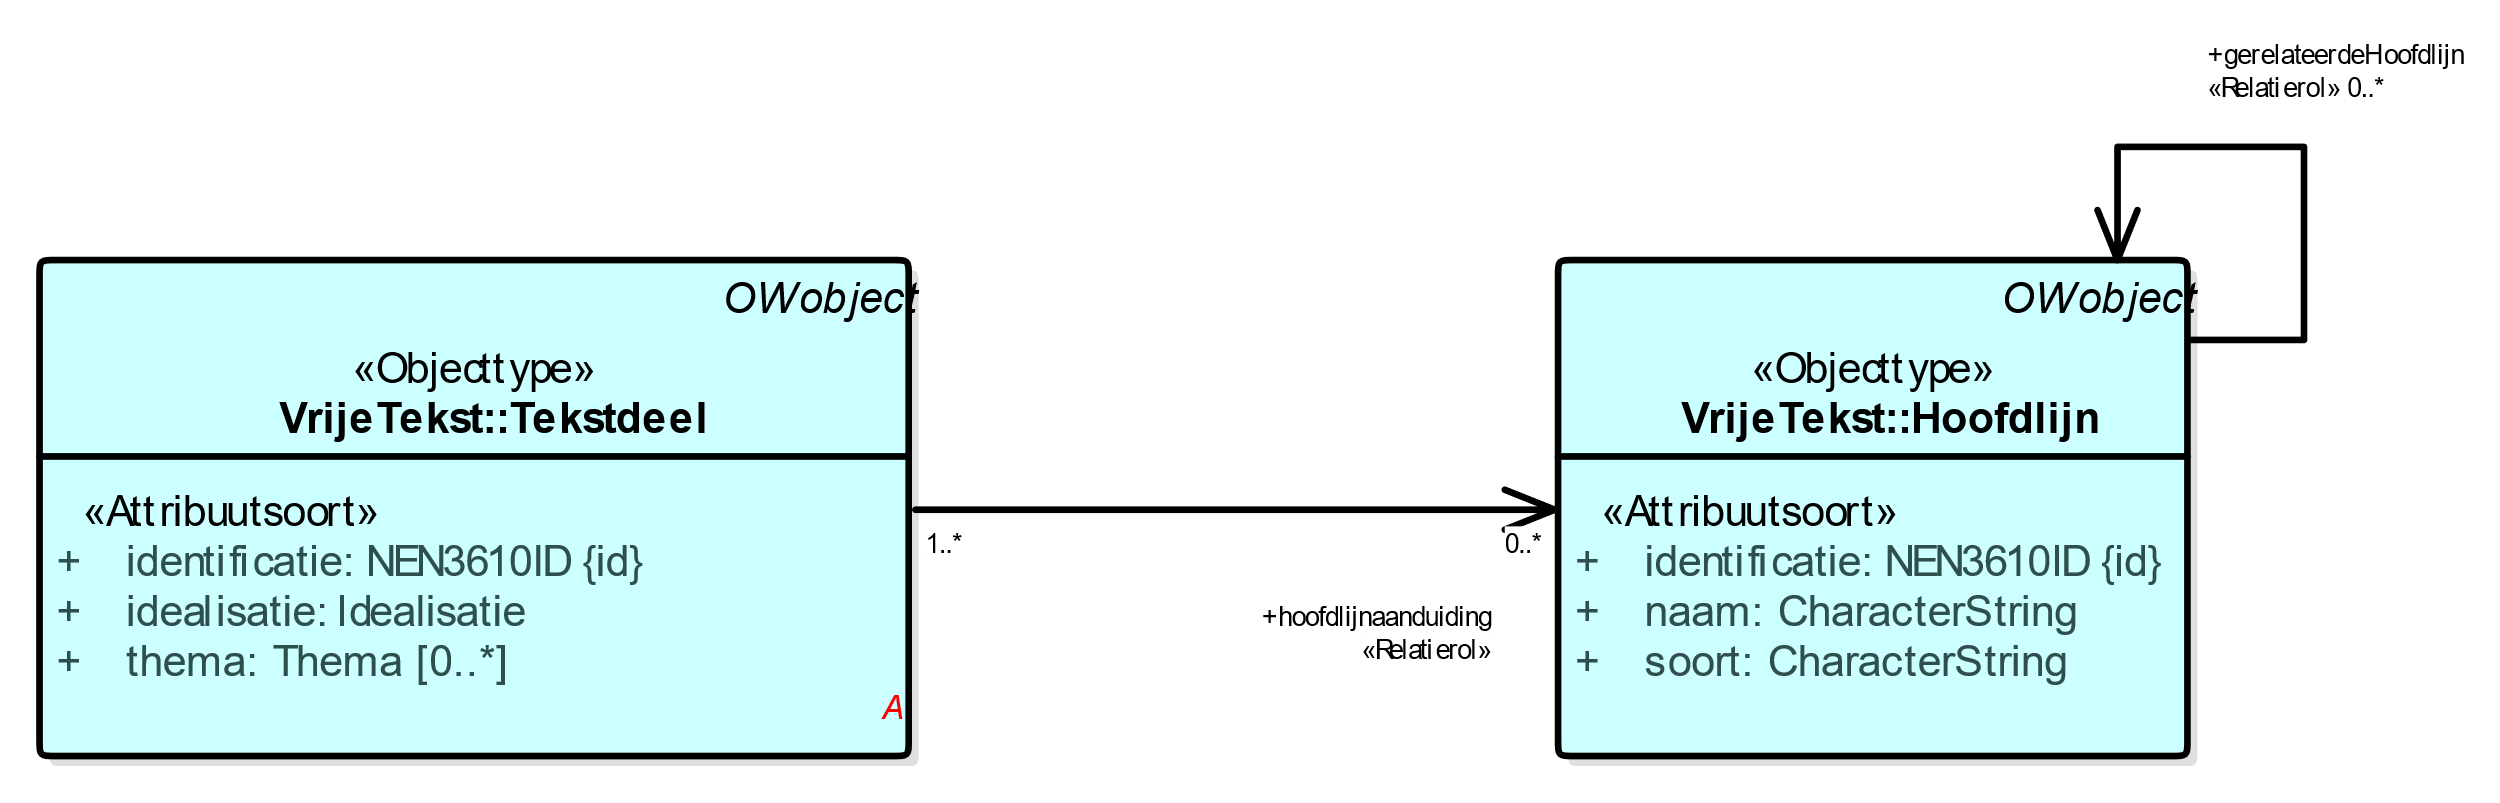 +gerelateerdeHoofdlijn
«Relatierol» 0..*
OWobject
«Objecttype»
VrijeTekst::Tekstdeel
«Attribuutsoort»
+ identificatie: NEN3610ID {id}
+ idealisatie: Idealisatie
+ thema: Thema [0..*]
A
1..*
0..*
+hoofdlijnaanduiding
«Relatierol»
OWobject
«Objecttype»
VrijeTekst::Hoofdlijn
«Attribuutsoort»
+ identificatie: NEN3610ID {id}
+ naam: CharacterString
+ soort: CharacterString